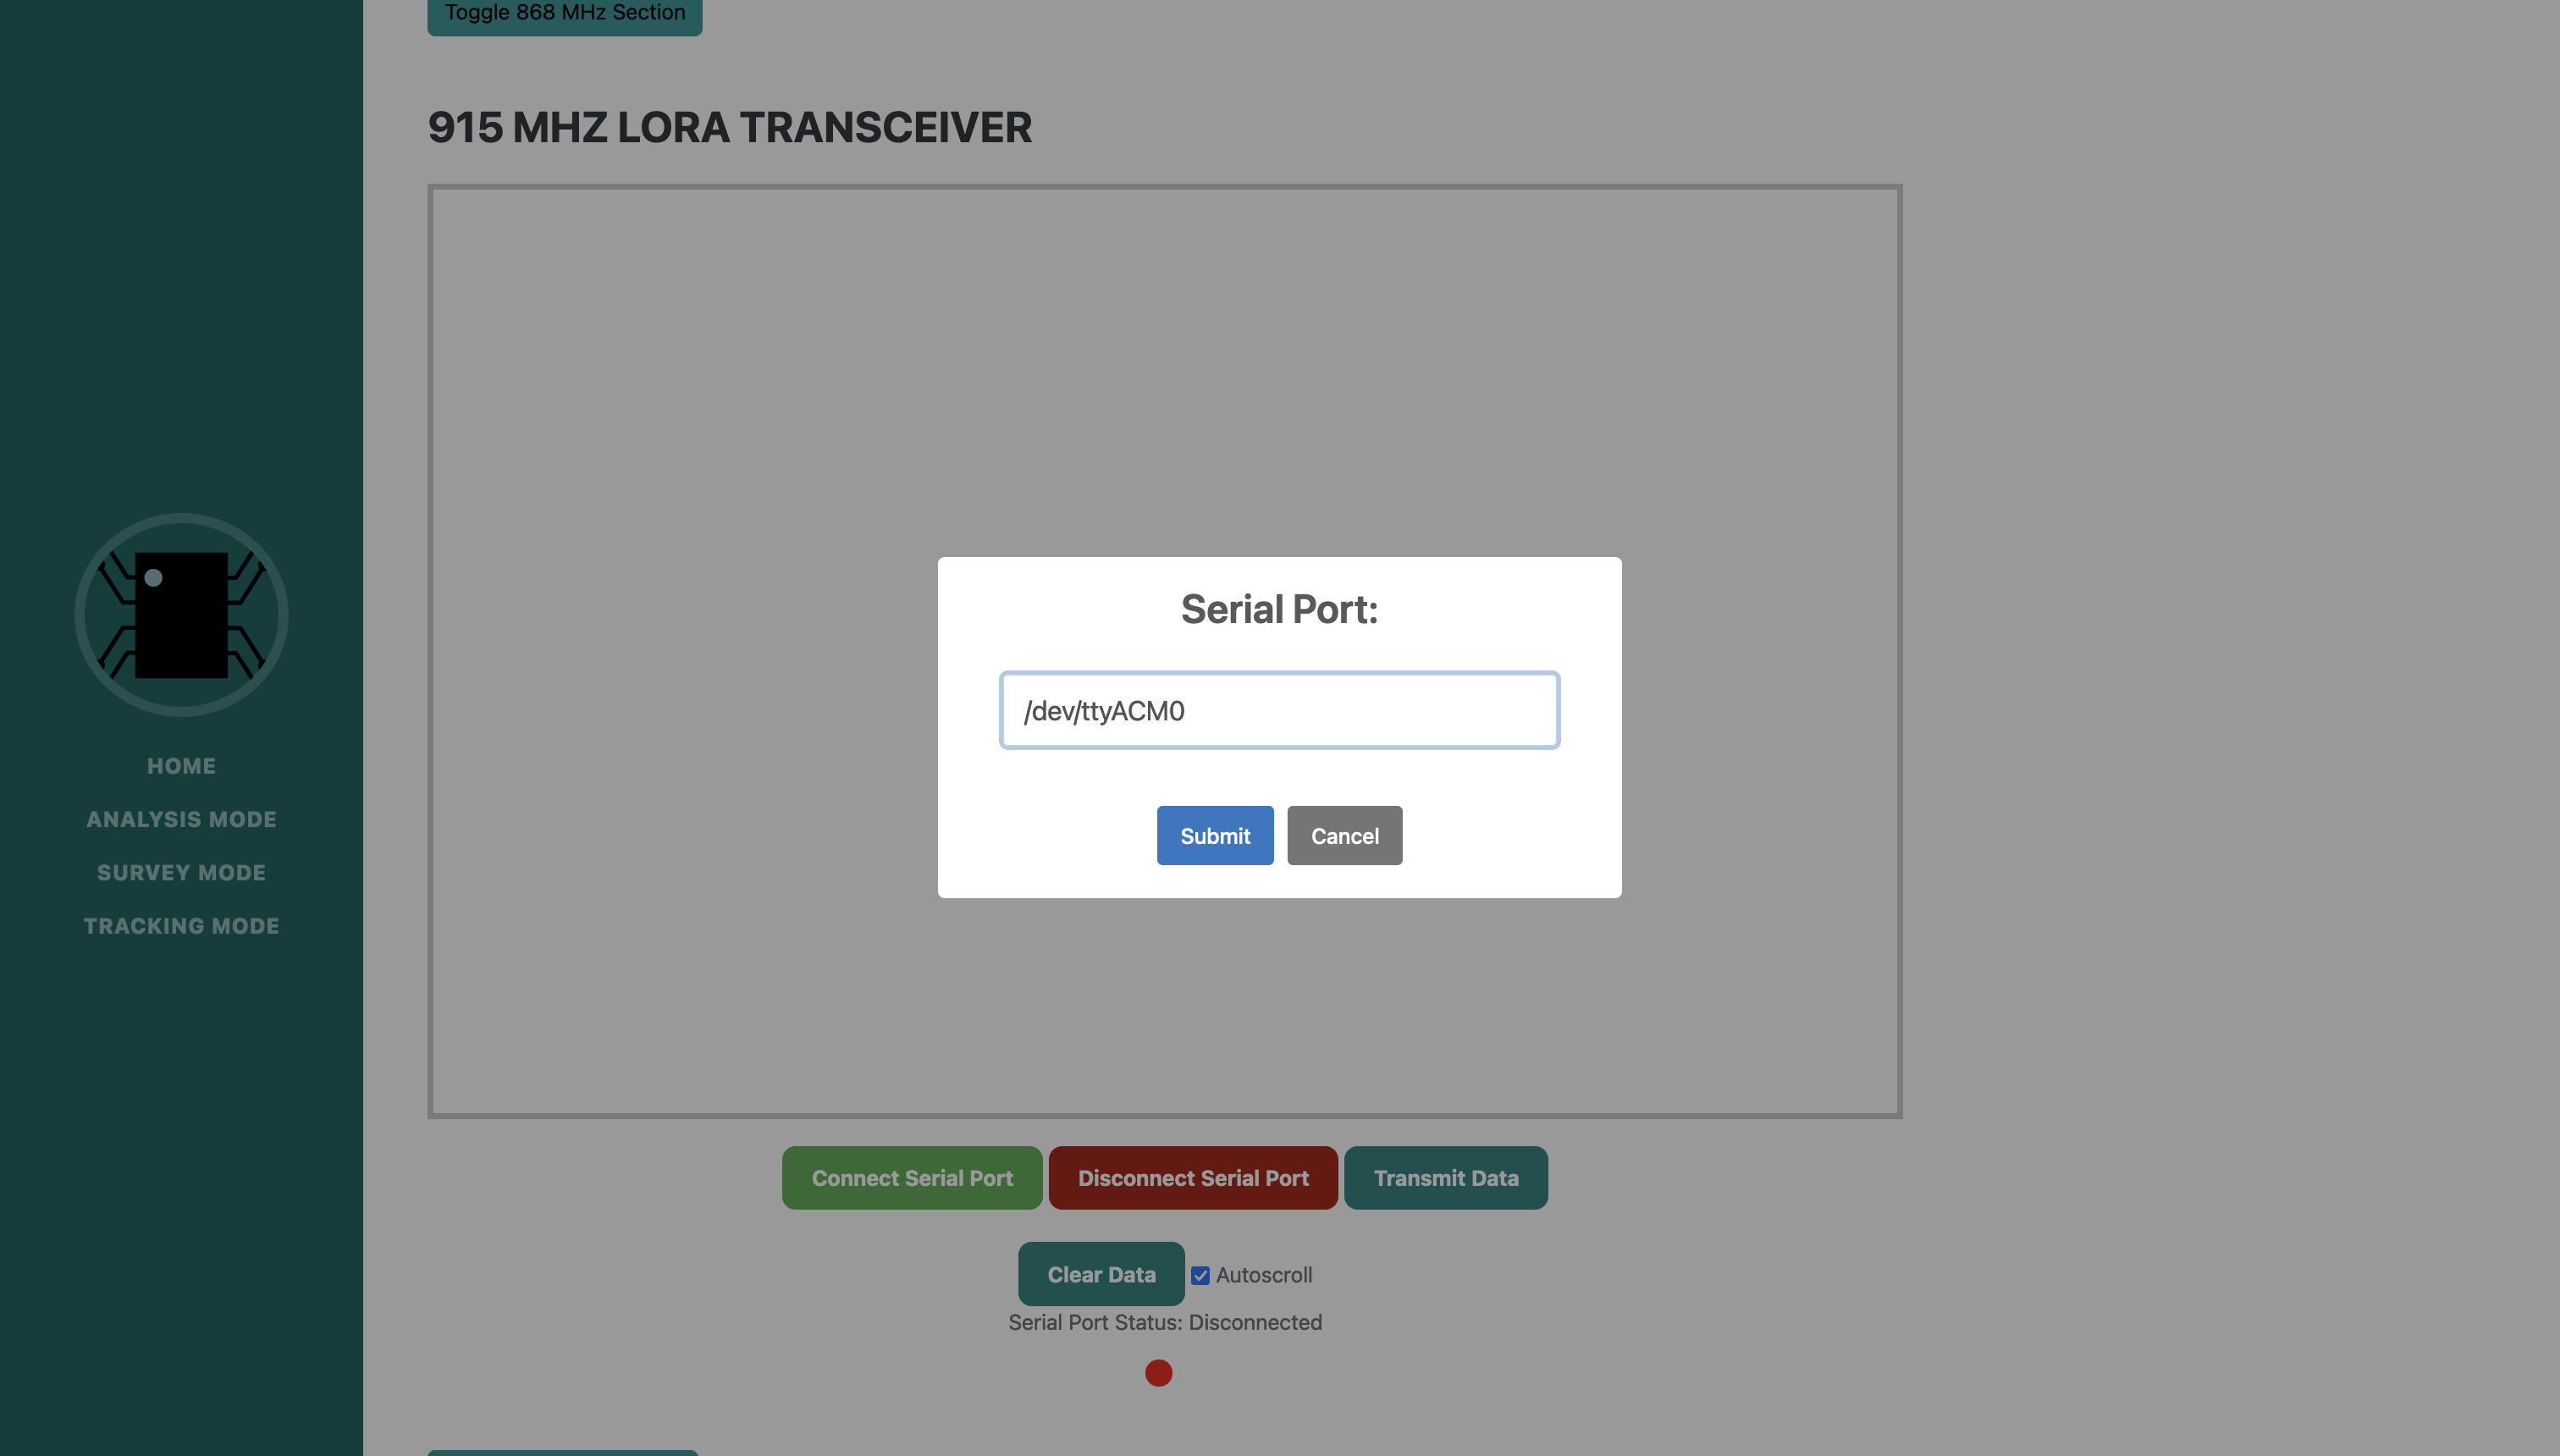 Toggle 868 MHz Section
915 MHZ LORA TRANSCEIVER
Serial Port:
/dev/ttyACM0
Submit Cancel
HOME
ANALYSIS MODE
SURVEY MODE
TRACKING MODE
Connect Serial Port Disconnect Serial Port Transmit Data
Clear Data Autoscroll
Serial Port Status: Disconnected